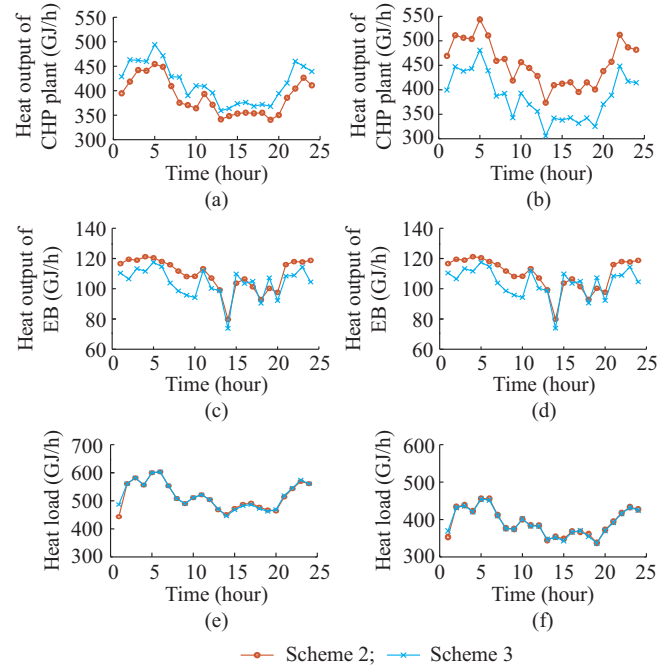 Heat output of
CHP plant (GJ/h)
550
500
450
400
350
300
0
5
10
15
20
25
Time (hour)
(a)
Heat output of
CHP plant (GJ/h)
550
500
450
400
350
300
0
5
10
15
20
25
Time (hour)
(b)
Heat output of
EB (GJ/h)
140
120
100
80
60
0
5
10
15
20
25
Time (hour)
(c)
Heat output of
EB (GJ/h)
140
120
100
80
60
0
5
10
15
20
25
Time (hour)
(d)
Heat load (GJ/h)
700
600
500
400
300
0
5
10
15
20
25
Time (hour)
(e)
Heat load (GJ/h)
600
500
400
300
0
5
10
15
20
25
Time (hour)
(f)
Scheme 2; Scheme 3